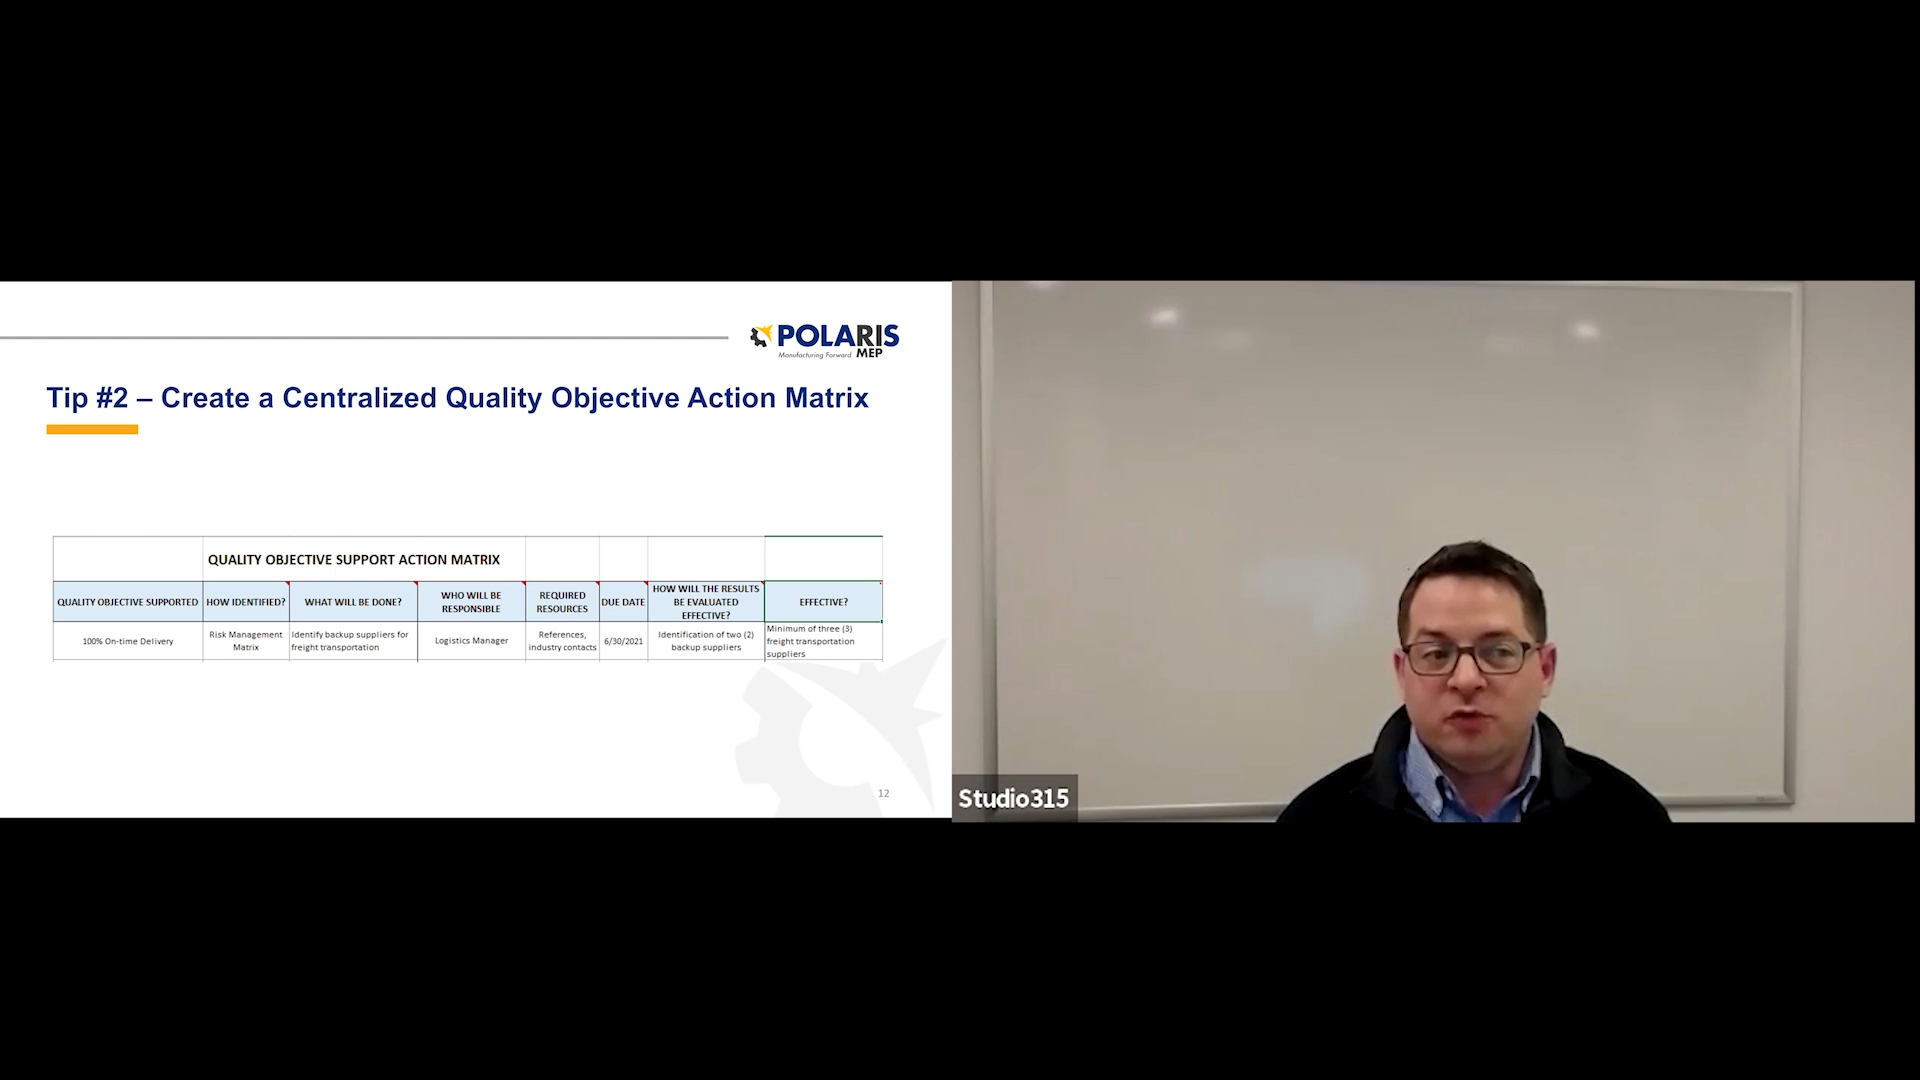 POLARIS
Manufacturing Forward MEP
Tip #2 – Create a Centralized Quality Objective Action Matrix
QUALITY OBJECTIVE SUPPORT ACTION MATRIX
QUALITY OBJECTIVE SUPPORTED
HOW IDENTIFIED?
WHAT WILL BE DONE?
WHO WILL BE
RESPONSIBLE
REQUIRED
RESOURCES
DUE DATE
HOW WILL THE RESULTS
BE EVALUATED
EFFECTIVE?
EFFECTIVE?
100% On-time Delivery
Risk Management
Matrix
Identify backup suppliers for
freight transportation
Logistics Manager
References,
industry contacts
6/30/2021
Identification of two (2)
backup suppliers
Minimum of three (3)
freight transportation
suppliers
12
Studio315